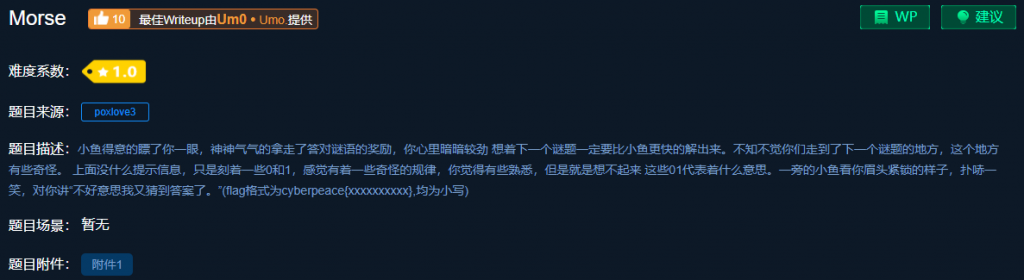 Morse 10 最佳Writeup由Um0 • Umo.提供 WP 建议
难度系数： 1.0
题目来源： poxlove3
题目描述：小鱼得意的瞟了你一眼，神神气气的拿走了答对谜语的奖励，你心里暗暗较劲 想着下一个谜题一定要比小鱼更快的解出来。不知不觉你们走到了下一个谜题的地方，这个地方
有些奇怪。 上面没什么提示信息，只是刻着一些0和1，感觉有着一些奇怪的规律，你觉得有些熟悉，但是就是想不起来 这些01代表着什么意思。一旁的小鱼看你眉头紧锁的样子，扑哧一
笑，对你讲“不好意思我又猜到答案了。”(flag格式为cyberpeace{xxxxxxxxxx},均为小写)
题目场景： 暂无
题目附件： 附件1